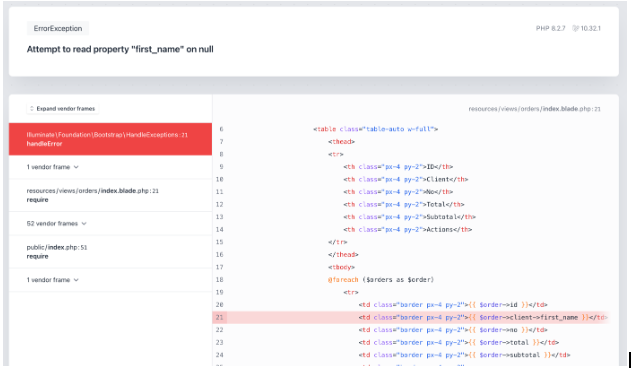 ErrorException
PHP 8.2.7 10.32.1
Attempt to read property "first_name" on null
Expand vendor frames
resources/views/orders/index.blade.php:21
Illuminate\Foundation\Bootstrap\HandleExceptions:21
handleError
1 vendor frame
resources/views/orders/index.blade.php:21
require
52 vendor frames
public/index.php:51
require
1 vendor frame
6 <table class="table-auto w-full">
7 <thead>
8 <tr>
9 <th class="px-4 py-2">ID</th>
10 <th class="px-4 py-2">Client</th>
11 <th class="px-4 py-2">No</th>
12 <th class="px-4 py-2">Total</th>
13 <th class="px-4 py-2">Subtotal</th>
14 <th class="px-4 py-2">Actions</th>
15 </tr>
16 </thead>
17 <tbody>
18 @foreach ($orders as $order)
19 <tr>
20 <td class="border px-4 py-2">{{ $order->id }}</td>
21 <td class="border px-4 py-2">{{ $order->client->first_name }}</td>
22 <td class="border px-4 py-2">{{ $order->no }}</td>
23 <td class="border px-4 py-2">{{ $order->total }}</td>
24 <td class="border px-4 py-2">{{ $order->subtotal }}</td>